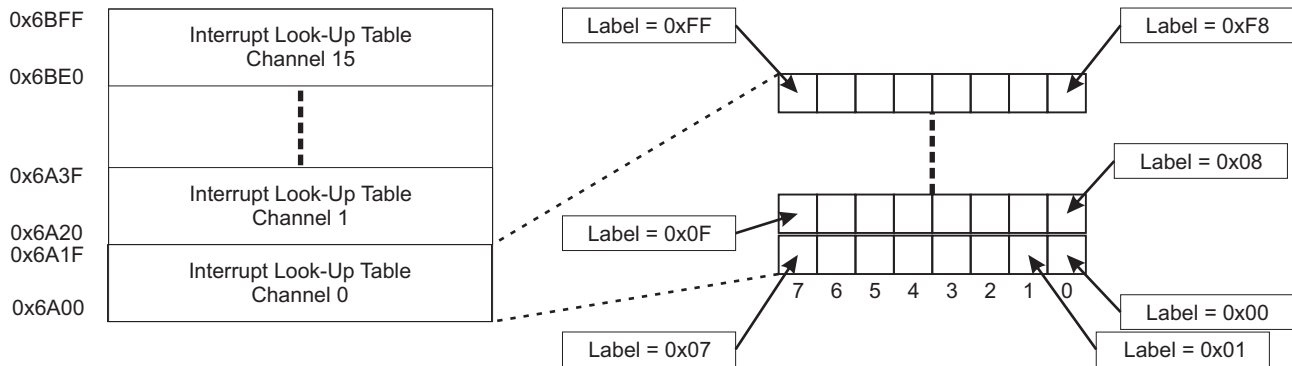 0x6BFF
Interrupt Look-Up Table
Channel 15
0x6BE0
0x6A3F
Interrupt Look-Up Table
Channel 1
0x6A20
0x6A1F
Interrupt Look-Up Table
Channel 0
0x6A00
Label = 0xFF
Label = 0xF8
Label = 0x08
Label = 0x0F
7 6 5 4 3 2 1 0
Label = 0x00
Label = 0x07
Label = 0x01